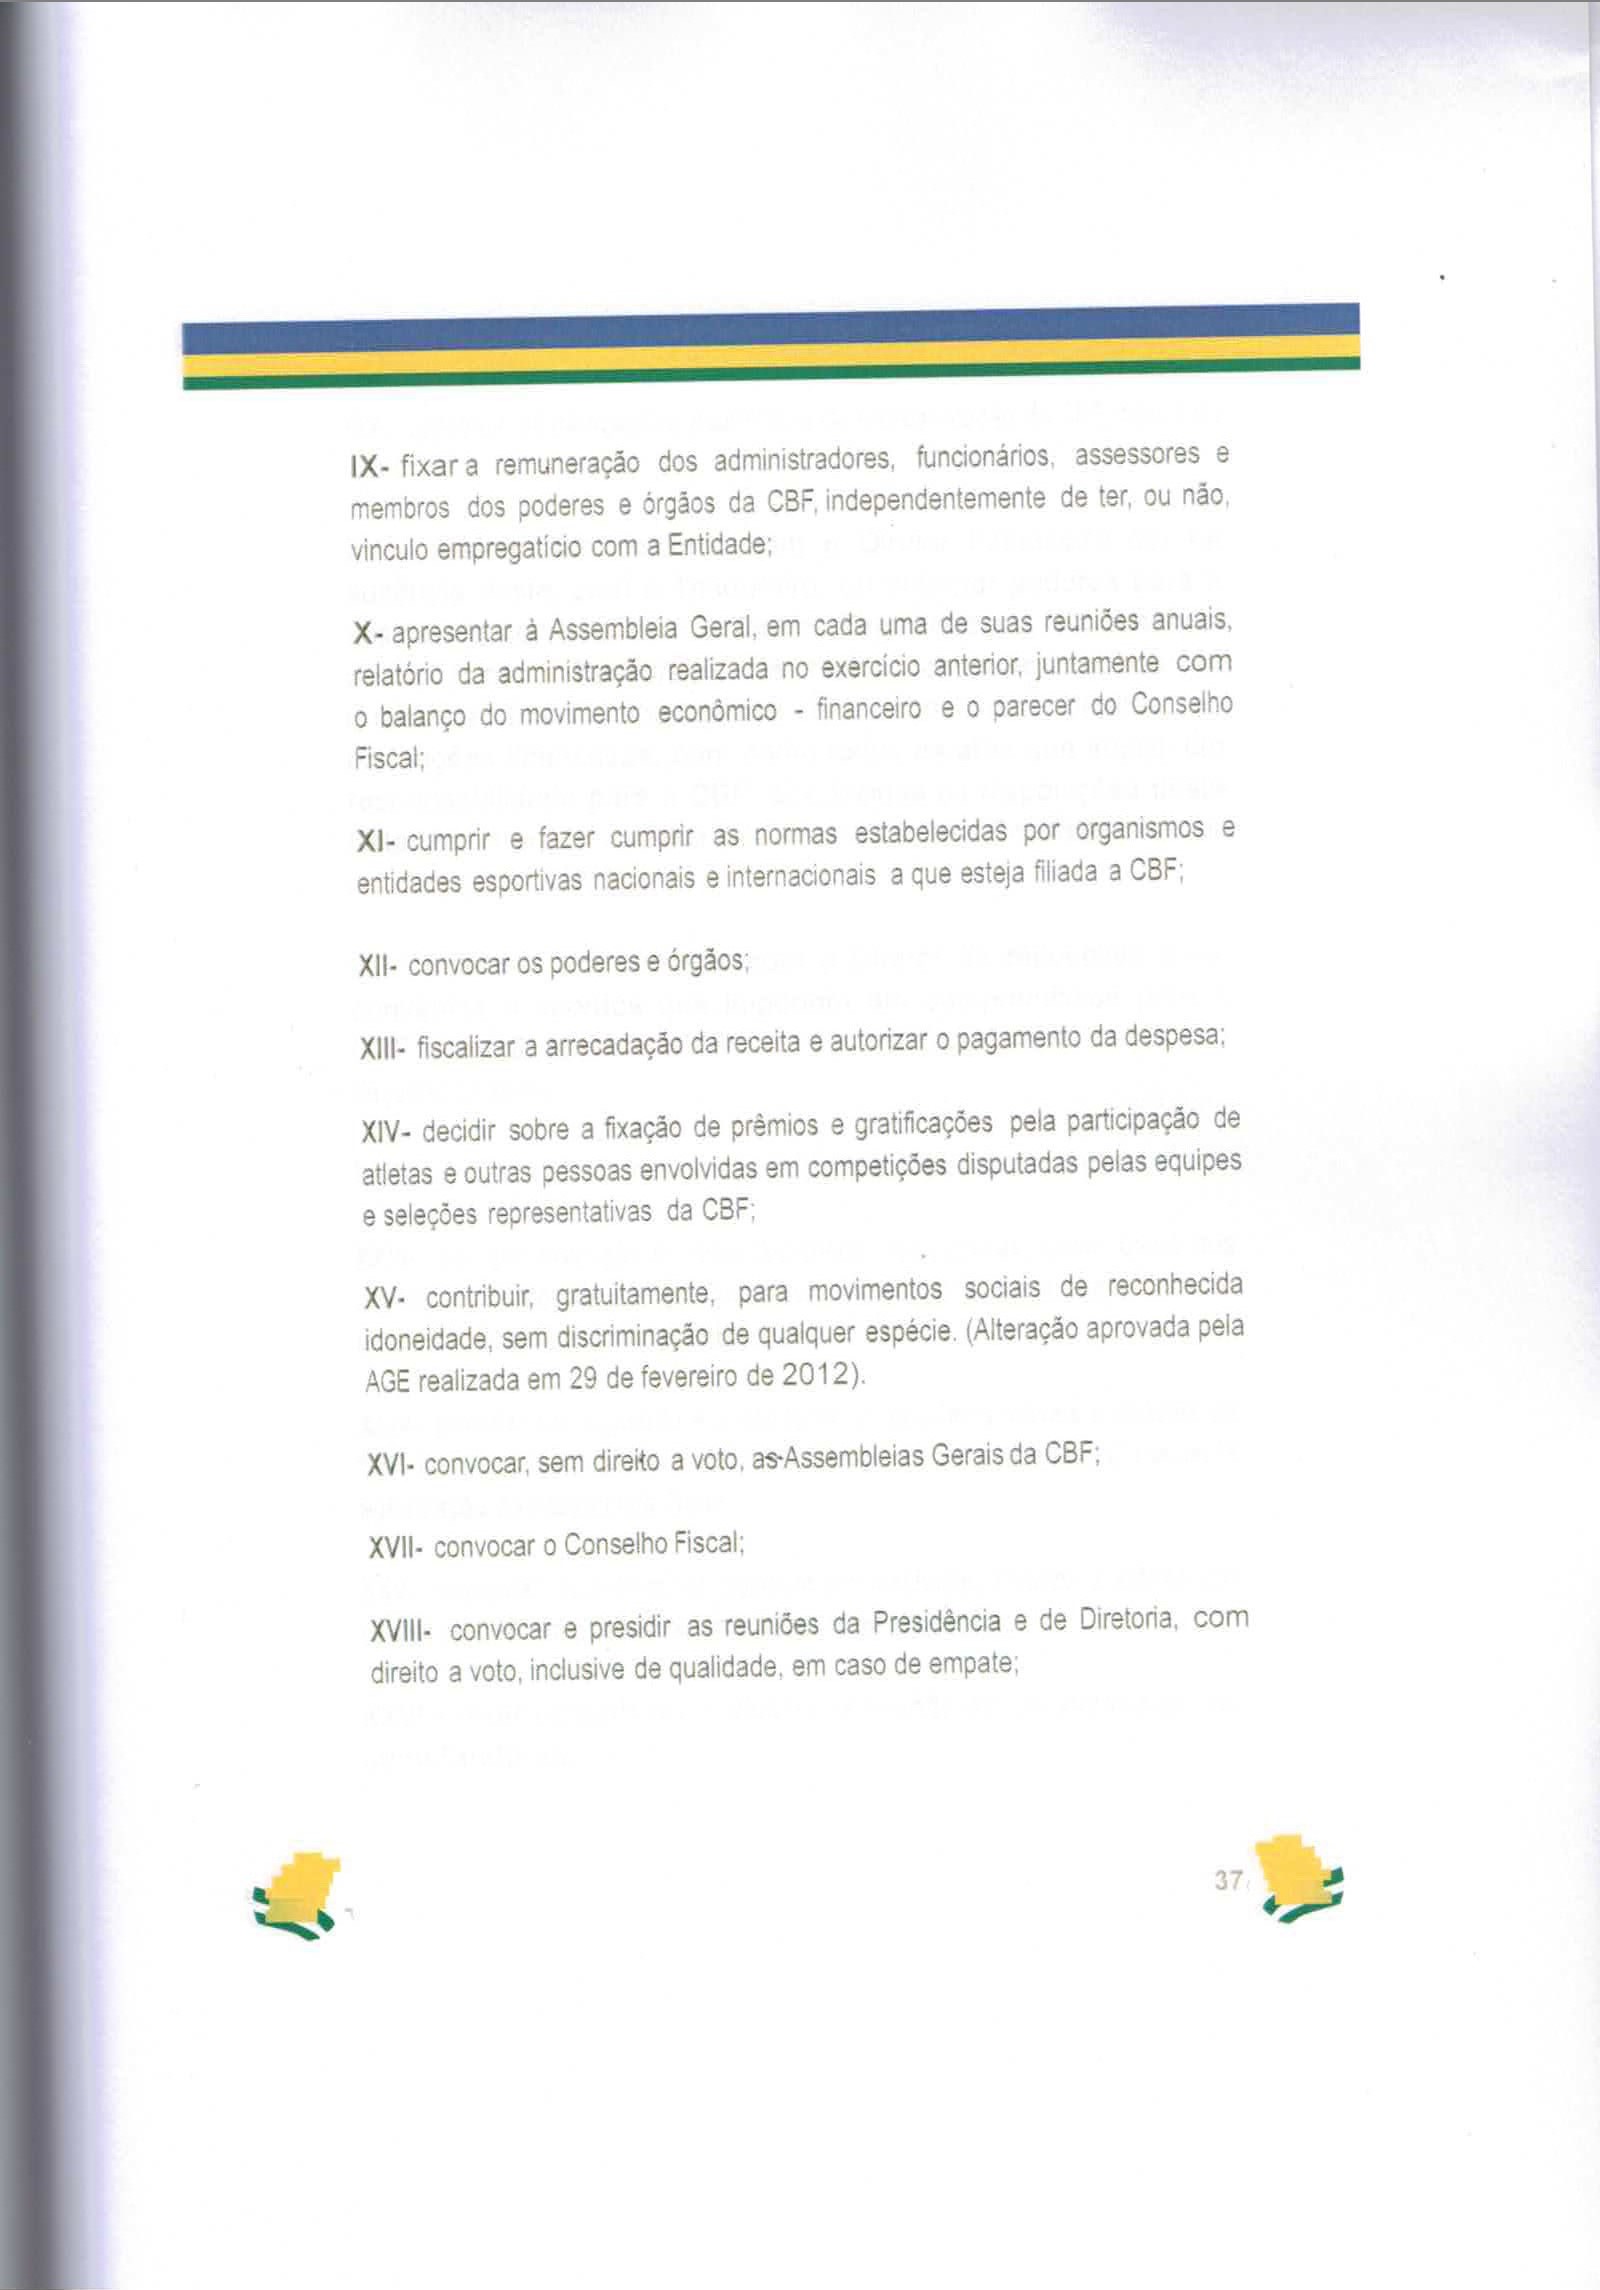 IX- fixar a remuneração dos administradores, funcionários, assessores e
membros dos poderes e órgãos da CBF, independentemente de ter, ou não,
vinculo empregatício com a Entidade;
X- apresentar à Assembleia Geral, em cada uma de suas reuniões anuais,
relatório da administração realizada no exercício anterior, juntamente com
o balanço do movimento econômico - financeiro e o parecer do Conselho
Fiscal;
XI- cumprir e fazer cumprir as normas estabelecidas por organismos e
entidades esportivas nacionais e internacionais a que esteja filiada a CBF;
XII- convocar os poderes e órgãos;
XIII- fiscalizar a arrecadação da receita e autorizar o pagamento da despesa;
XIV- decidir sobre a fixação de prêmios e gratificações pela participação de
atletas e outras pessoas envolvidas em competições disputadas pelas equipes
e seleções representativas da CBF;
XV- contribuir, gratuitamente, para movimentos sociais de reconhecida
idoneidade, sem discriminação de qualquer espécie. (Alteração aprovada pela
AGE realizada em 29 de fevereiro de 2012).
XVI- convocar, sem direito a voto, as Assembleias Gerais da CBF;
XVII- convocar o Conselho Fiscal;
XVIII- convocar e presidir as reuniões da Presidência e de Diretoria, com
direito a voto, inclusive de qualidade, em caso de empate;
37